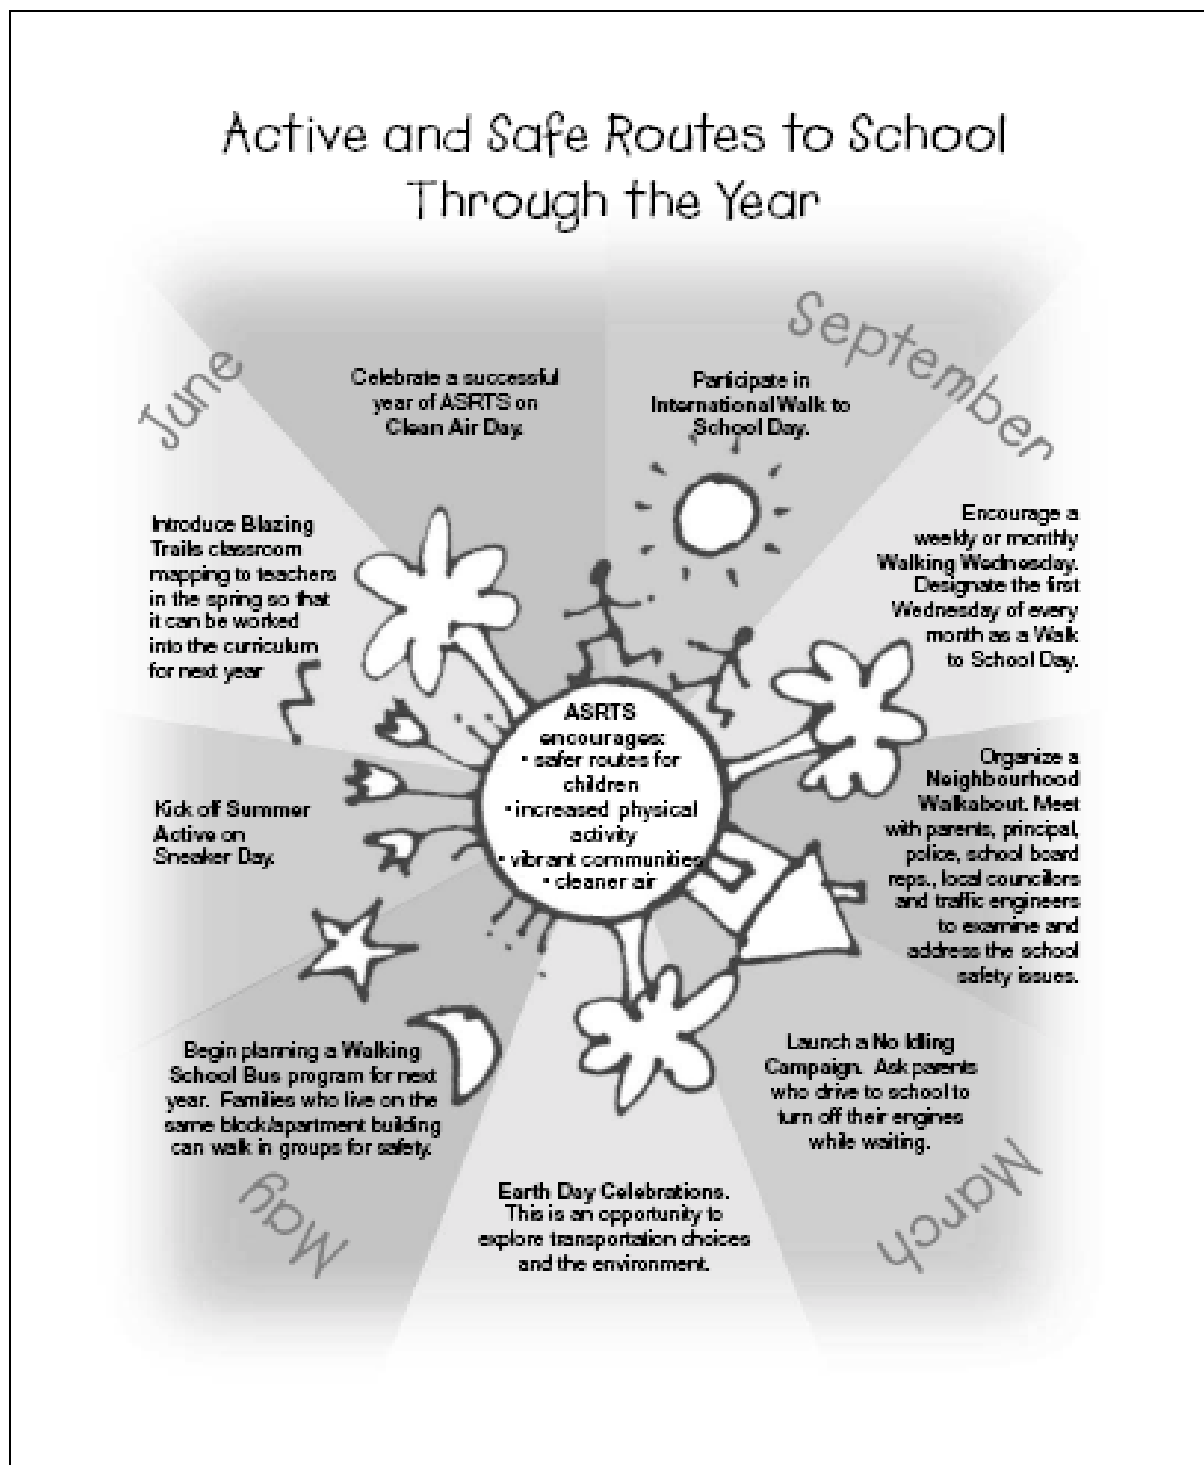 Active and Safe Routes to School
Through the Year
September
Participate in
International Walk to
School Day.
Encourage a
weekly or monthly
Walking Wednesday.
Designate the first
Wednesday of every
month as a Walk
to School Day.
Organize a
Neighbourhood
Walkabout. Meet
with parents, principal,
police, school board
reps., local councillors
and traffic engineers
to examine and
address the school
safety issues.
Launch a No Idling
Campaign. Ask parents
who drive to school to
turn off their engines
while waiting.
March
Earth Day Celebrations.
This is an opportunity to
explore transportation choices
and the environment.
May
Begin planning a Walking
School Bus program for next
year. Families who live on the
same block/apartment building
can walk in groups for safety.
Kick off Summer
Active on
Sneaker Day.
Introduce Blazing
Trails classroom
mapping to teachers
in the spring so that
it can be worked
into the curriculum
for next year
June
Celebrate a successful
year of ASRTS on
Clean Air Day.
ASRTS
encourages:
• safer routes for
children
• increased physical
activity
• vibrant communities
• cleaner air